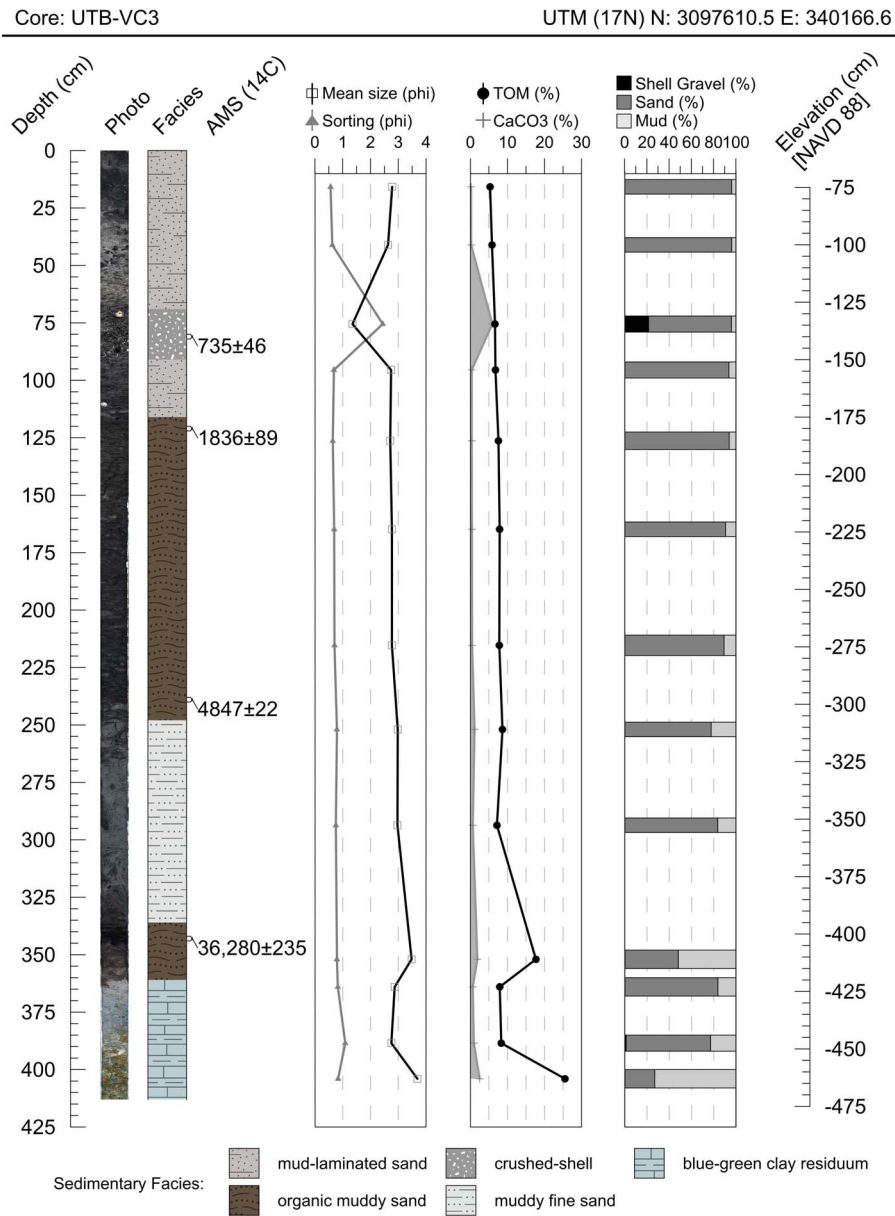 Core: UTB-VC3 UTM (17N) N: 3097610.5 E: 340166.6
Depth (cm)
Photo
Facies
AMS (14C)
Mean size (phi)
Sorting (phi)
0 1 2 3 4
TOM (%)
CaCO3 (%)
0 10 20 30
Shell Gravel (%)
Sand (%)
Mud (%)
0 20 40 60 80 100
Elevation (cm)
[NAVD 88]
0
25
50
75
100
125
150
175
200
225
250
275
300
325
350
375
400
425
735±46
1836±89
4847±22
36,280±235
-75
-100
-125
-150
-175
-200
-225
-250
-275
-300
-325
-350
-375
-400
-425
-450
-475
Sedimentary Facies:
mud-laminated sand
crushed-shell
blue-green clay residuum
organic muddy sand
muddy fine sand